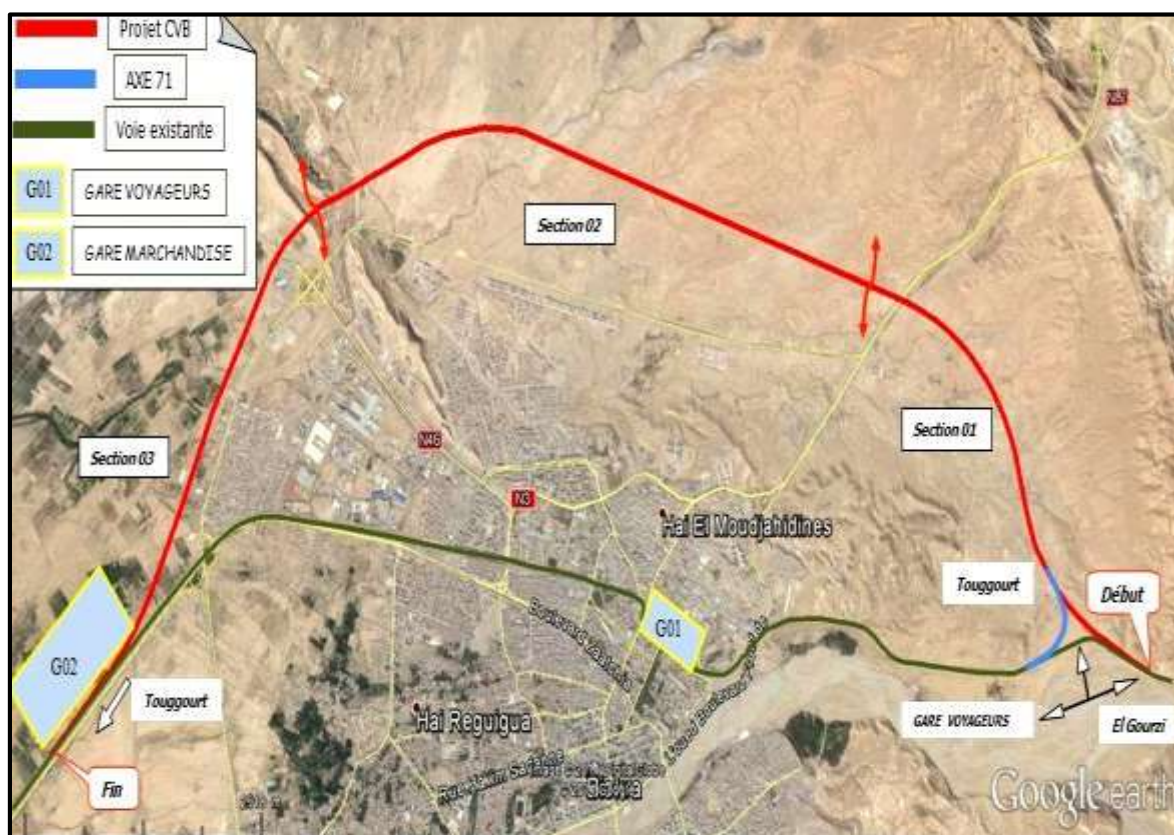 Projet CVB
AXE 71
Voie existante
G01 GARE VOYAGEURS
G02 GARE MARCHANDISE
N46
N3
Section 02
Section 01
Section 03
Hai El Moudjahidines
Touggourt
Début
G01
G02
Touggourt
Hai Reguigua
GARE VOYAGEURS
El Gourzi
Fin
Google earth